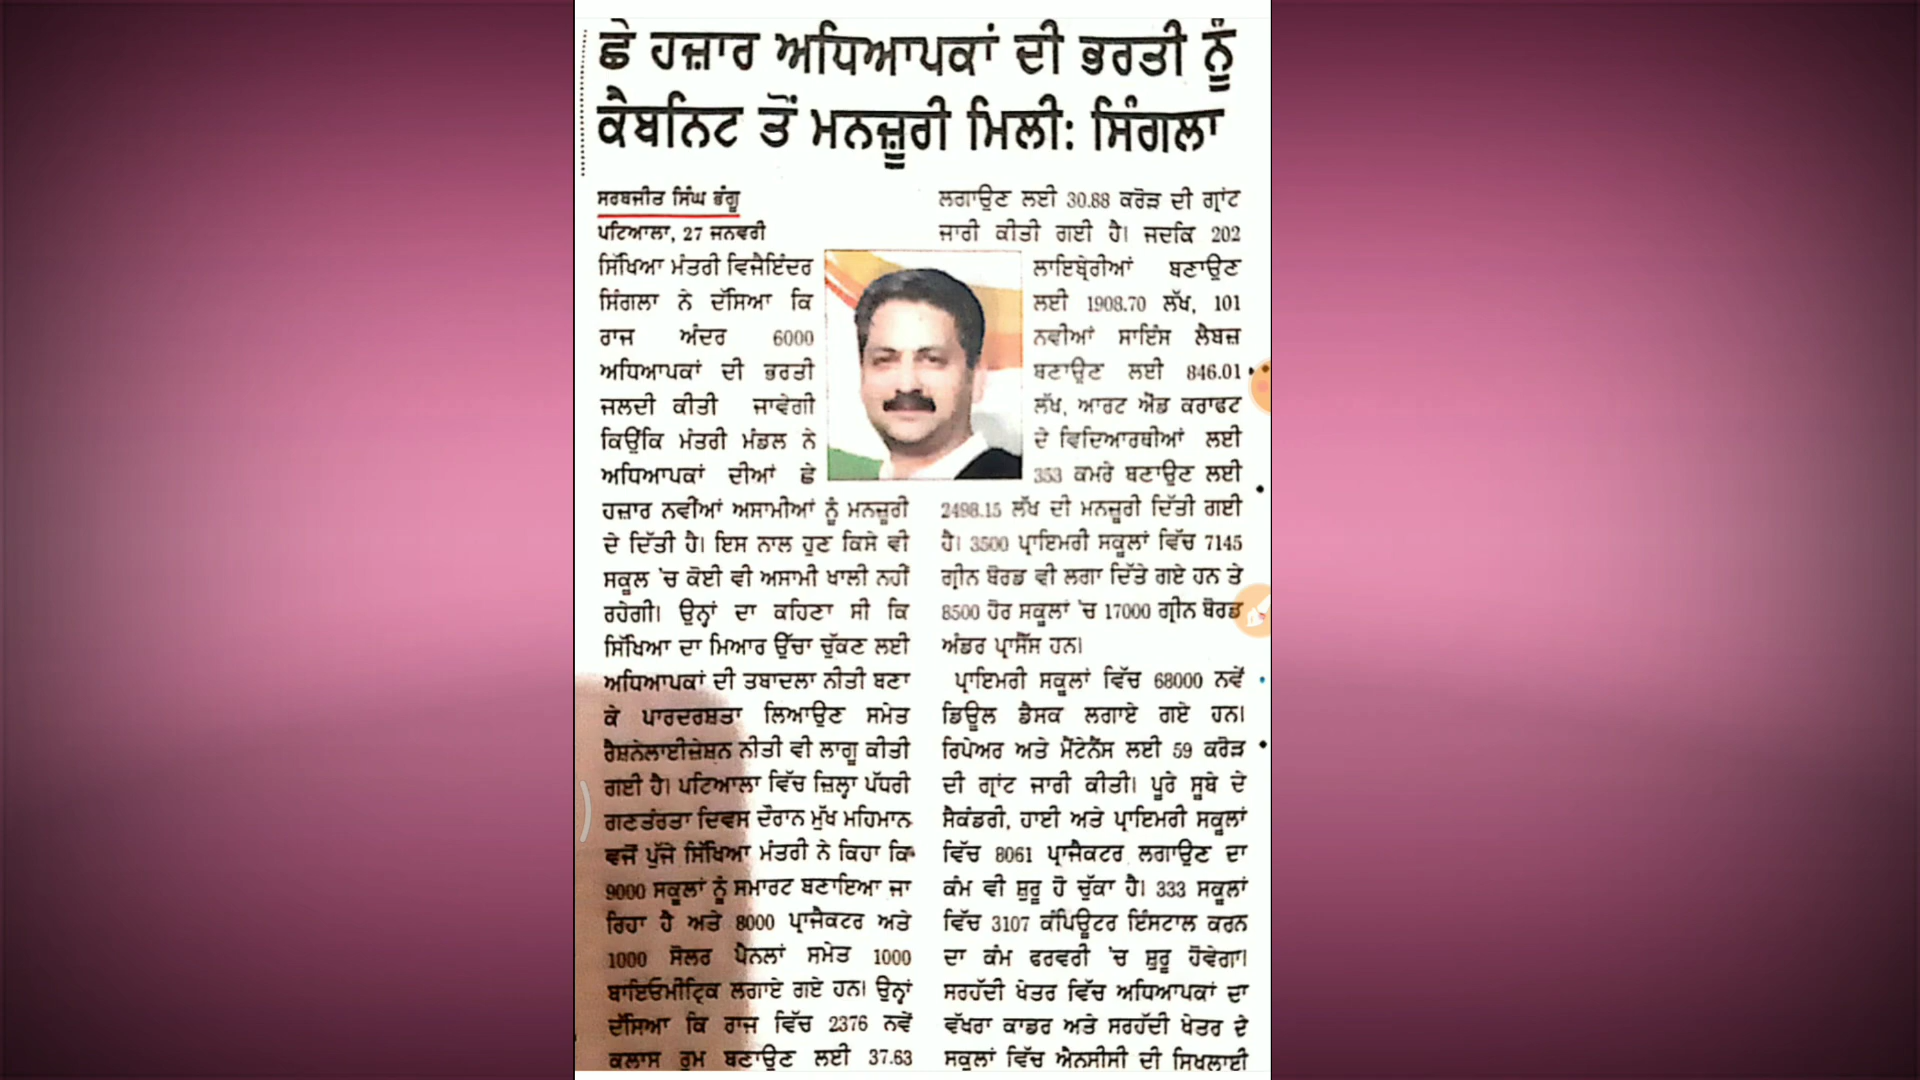 ਛੇ ਹਜ਼ਾਰ ਅਧਿਆਪਕਾਂ ਦੀ ਭਰਤੀ ਨੂੰ
ਕੈਬਨਿਟ ਤੋਂ ਮਨਜ਼ੂਰੀ ਮਿਲੀ: ਸਿੰਗਲਾ
ਸਰਬਜੀਤ ਸਿੰਘ ਭੰਗੂ
ਪਟਿਆਲਾ, 27 ਜਨਵਰੀ
ਸਿੱਖਿਆ ਮੰਤਰੀ ਵਿਜੈਇੰਦਰ
ਸਿੰਗਲਾ ਨੇ ਦੱਸਿਆ ਕਿ
ਰਾਜ ਅੰਦਰ 6000
ਅਧਿਆਪਕਾਂ ਦੀ ਭਰਤੀ
ਜਲਦੀ ਕੀਤੀ ਜਾਵੇਗੀ
ਕਿਉਂਕਿ ਮੰਤਰੀ ਮੰਡਲ ਨੇ
ਅਧਿਆਪਕਾਂ ਦੀਆਂ ਛੇ
ਹਜ਼ਾਰ ਨਵੀਂਆਂ ਅਸਾਮੀਆਂ ਨੂੰ ਮਨਜ਼ੂਰੀ
ਦੇ ਦਿੱਤੀ ਹੈ। ਇਸ ਨਾਲ ਹੁਣ ਕਿਸੇ ਵੀ
ਸਕੂਲ 'ਚ ਕੋਈ ਵੀ ਅਸਾਮੀ ਖਾਲੀ ਨਹੀਂ
ਰਹੇਗੀ। ਉਨ੍ਹਾਂ ਦਾ ਕਹਿਣਾ ਸੀ ਕਿ
ਸਿੱਖਿਆ ਦਾ ਮਿਆਰ ਉੱਚਾ ਚੁੱਕਣ ਲਈ
ਅਧਿਆਪਕਾਂ ਦੀ ਤਬਾਦਲਾ ਨੀਤੀ ਬਣਾ
ਕੇ ਪਾਰਦਰਸ਼ਤਾ ਲਿਆਉਣ ਸਮੇਤ
ਰੈਸ਼ਨੇਲਾਈਜ਼ੇਸ਼ਨ ਨੀਤੀ ਵੀ ਲਾਗੂ ਕੀਤੀ
ਗਈ ਹੈ। ਪਟਿਆਲਾ ਵਿੱਚ ਜ਼ਿਲ੍ਹਾ ਪੱਧਰੀ
ਗਣਤੰਰਤਾ ਦਿਵਸ ਦੌਰਾਨ ਮੁੱਖ ਮਹਿਮਾਨ
ਵਜੋਂ ਪੁੱਜੇ ਸਿੱਖਿਆ ਮੰਤਰੀ ਨੇ ਕਿਹਾ ਕਿ
9000 ਸਕੂਲਾਂ ਨੂੰ ਸਮਾਰਟ ਬਣਾਇਆ ਜਾ
ਰਿਹਾ ਹੈ ਅਤੇ 8000 ਪ੍ਰਾਜੈਕਟਰ ਅਤੇ
1000 ਸੋਲਰ ਪੈਨਲਾਂ ਸਮੇਤ 1000
ਬਾਇਓਮੀਟ੍ਰਿਕ ਲਗਾਏ ਗਏ ਹਨ। ਉਨ੍ਹਾਂ
ਦੱਸਿਆ ਕਿ ਰਾਜ ਵਿੱਚ 2376 ਨਵੇਂ
ਕਲਾਸ ਰੂਮ ਬਣਾਉਣ ਲਈ 37.63
ਲਗਾਉਣ ਲਈ 30.88 ਕਰੋੜ ਦੀ ਗ੍ਰਾਂਟ
ਜਾਰੀ ਕੀਤੀ ਗਈ ਹੈ। ਜਦਕਿ 202
ਲਾਇਬ੍ਰੇਰੀਆਂ ਬਣਾਉਣ
ਲਈ 1908.70 ਲੱਖ, 101
ਨਵੀਆਂ ਸਾਇੰਸ ਲੈਬਜ਼
ਬਣਾਉਣ ਲਈ 846.01
ਲੱਖ, ਆਰਟ ਐਂਡ ਕਰਾਫਟ
ਦੇ ਵਿਦਿਆਰਥੀਆਂ ਲਈ
353 ਕਮਰੇ ਬਣਾਉਣ ਲਈ
2498.15 ਲੱਖ ਦੀ ਮਨਜ਼ੂਰੀ ਦਿੱਤੀ ਗਈ
ਹੈ। 3500 ਪ੍ਰਾਇਮਰੀ ਸਕੂਲਾਂ ਵਿੱਚ 7145
ਗ੍ਰੀਨ ਬੋਰਡ ਵੀ ਲਗਾ ਦਿੱਤੇ ਗਏ ਹਨ ਤੇ
8500 ਹੋਰ ਸਕੂਲਾਂ 'ਚ 17000 ਗ੍ਰੀਨ ਬੋਰਡ
ਅੰਡਰ ਪ੍ਰਾਸੈੱਸ ਹਨ।
ਪ੍ਰਾਇਮਰੀ ਸਕੂਲਾਂ ਵਿੱਚ 68000 ਨਵੇਂ
ਡਿਊਲ ਡੈਸਕ ਲਗਾਏ ਗਏ ਹਨ।
ਰਿਪੇਅਰ ਅਤੇ ਮੈਂਟੇਨੈਂਸ ਲਈ 59 ਕਰੋੜ
ਦੀ ਗ੍ਰਾਂਟ ਜਾਰੀ ਕੀਤੀ। ਪੂਰੇ ਸੂਬੇ ਦੇ
ਸੈਕੰਡਰੀ, ਹਾਈ ਅਤੇ ਪ੍ਰਾਇਮਰੀ ਸਕੂਲਾਂ
ਵਿੱਚ 8061 ਪ੍ਰਾਜੈਕਟਰ ਲਗਾਉਣ ਦਾ
ਕੰਮ ਵੀ ਸ਼ੁਰੂ ਹੋ ਚੁੱਕਾ ਹੈ। 333 ਸਕੂਲਾਂ
ਵਿੱਚ 3107 ਕੰਪਿਊਟਰ ਇੰਸਟਾਲ ਕਰਨ
ਦਾ ਕੰਮ ਫਰਵਰੀ 'ਚ ਸ਼ੁਰੂ ਹੋਵੇਗਾ।
ਸਰਹੱਦੀ ਖੇਤਰ ਵਿੱਚ ਅਧਿਆਪਕਾਂ ਦਾ
ਵੱਖਰਾ ਕਾਡਰ ਅਤੇ ਸਰਹੱਦੀ ਖੇਤਰ ਦੇ
ਸਕੂਲਾਂ ਵਿੱਚ ਐਨਸੀਸੀ ਦੀ ਸਿਖਲਾਈ